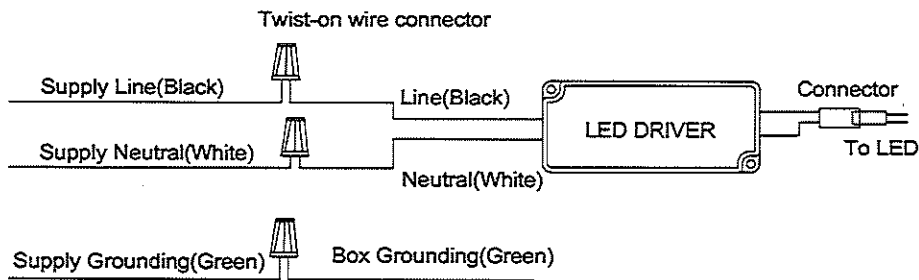 Twist-on wire connector
Supply Line(Black)
Line(Black)
Connector
LED DRIVER
To LED
Supply Neutral(White)
Neutral(White)
Supply Grounding(Green)
Box Grounding(Green)